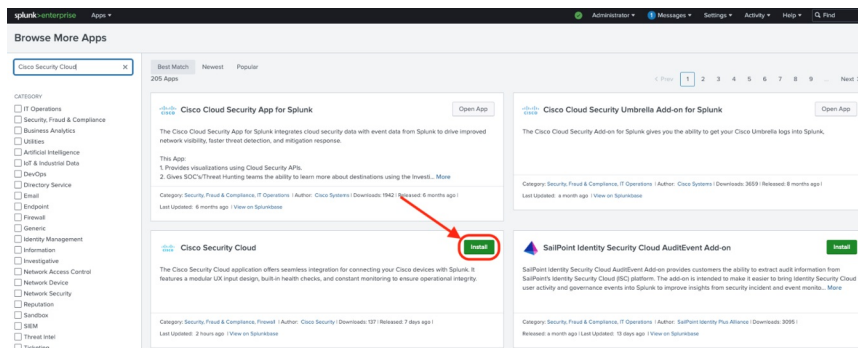 splunk>enterprise Apps ▾
Administrator ▾ 1 Messages ▾ Settings ▾ Activity ▾ Help ▾ Find
Browse More Apps
Cisco Security Cloud ×
Best Match Newest Popular
205 Apps
< Prev 1 2 3 4 5 6 7 8 9 ... Next
CATEGORY
IT Operations
Security, Fraud & Compliance
Business Analytics
Utilities
Artificial Intelligence
IoT & Industrial Data
DevOps
Directory Service
Email
Endpoint
Firewall
Generic
Identity Management
Information
Investigative
Network Access Control
Network Device
Network Security
Reputation
Sandbox
SIEM
Threat Intel
Ticketing
CISCO
Cisco Cloud Security App for Splunk
Open App
The Cisco Cloud Security App for Splunk integrates cloud security data with event data from Splunk to drive improved
network visibility, faster threat detection, and mitigation response.
This App:
1. Provides visualizations using Cloud Security APIs.
2. Gives SOC's/Threat Hunting teams the ability to learn more about destinations using the Investi... More
Category: Security, Fraud & Compliance, IT Operations | Author: Cisco Systems | Downloads: 1942 | Released: 6 months ago |
Last Updated: 6 months ago | View on Splunkbase
CISCO
Cisco Cloud Security Umbrella Add-on for Splunk
Open App
The Cisco Cloud Security Add-on for Splunk gives you the ability to get your Cisco Umbrella logs into Splunk,
Category: Security, Fraud & Compliance, IT Operations | Author: Cisco Systems | Downloads: 3659 | Released: 8 months ago |
Last Updated: a month ago | View on Splunkbase
CISCO
Cisco Security Cloud
Install
The Cisco Security Cloud application offers seamless integration for connecting your Cisco devices with Splunk. It
features a modular UX input design, built-in health checks, and constant monitoring to ensure operational integrity.
Category: Security, Fraud & Compliance, Firewall | Author: Cisco Security | Downloads: 137 | Released: 7 days ago |
Last Updated: 2 hours ago | View on Splunkbase
SailPoint Identity Security Cloud AuditEvent Add-on
Install
SailPoint Identity Security Cloud AuditEvent Add-on provides customers the ability to extract audit information from
SailPoint's Identity Security Cloud (ISC) platform. The add-on is intended to make it easier to bring Identity Security Cloud
user activity and governance events into Splunk to improve insights from security incident and event monito... More
Category: Security, Fraud & Compliance, IT Operations | Author: SailPoint Identity Plus Alliance | Downloads: 3095 |
Released: a month ago | Last Updated: 13 days ago | View on Splunkbase